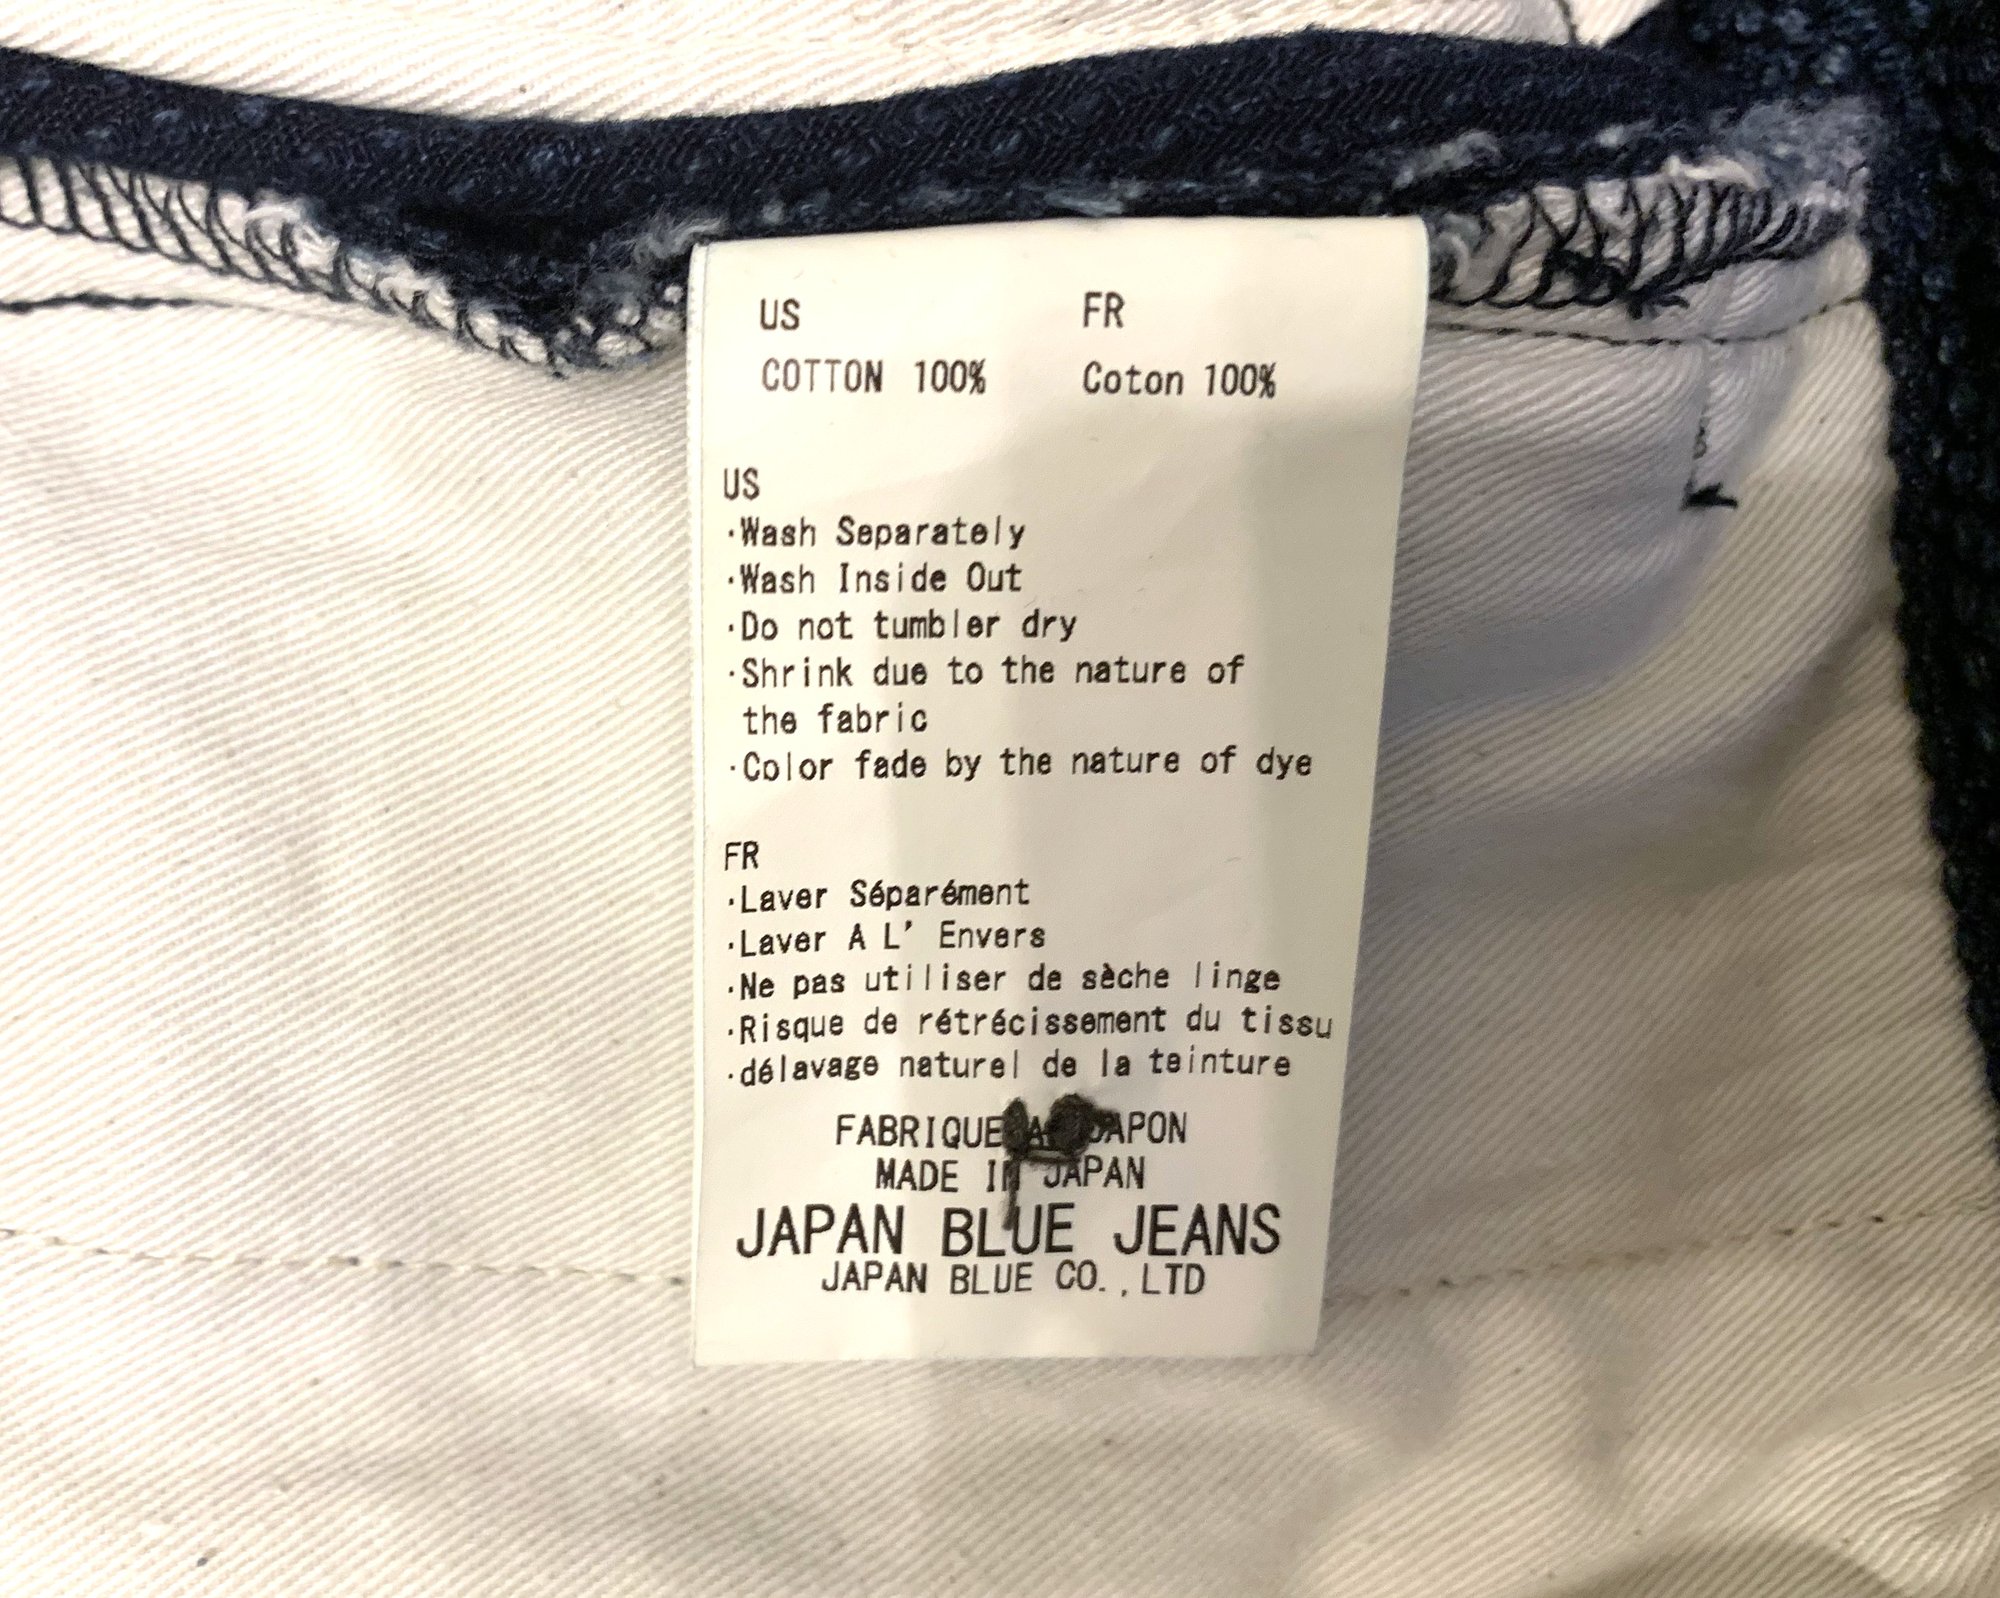 US FR
COTTON 100% Coton 100%
US
·Wash Separately
·Wash Inside Out
·Do not tumbler dry
·Shrink due to the nature of
the fabric
·Color fade by the nature of dye
FR
·Laver Séparément
·Laver A L' Envers
·Ne pas utiliser de sèche linge
·Risque de rétrécissement du tissu
·délavage naturel de la teinture
FABRIQUE JAPON
MADE IN JAPAN
JAPAN BLUE JEANS
JAPAN BLUE CO.,LTD